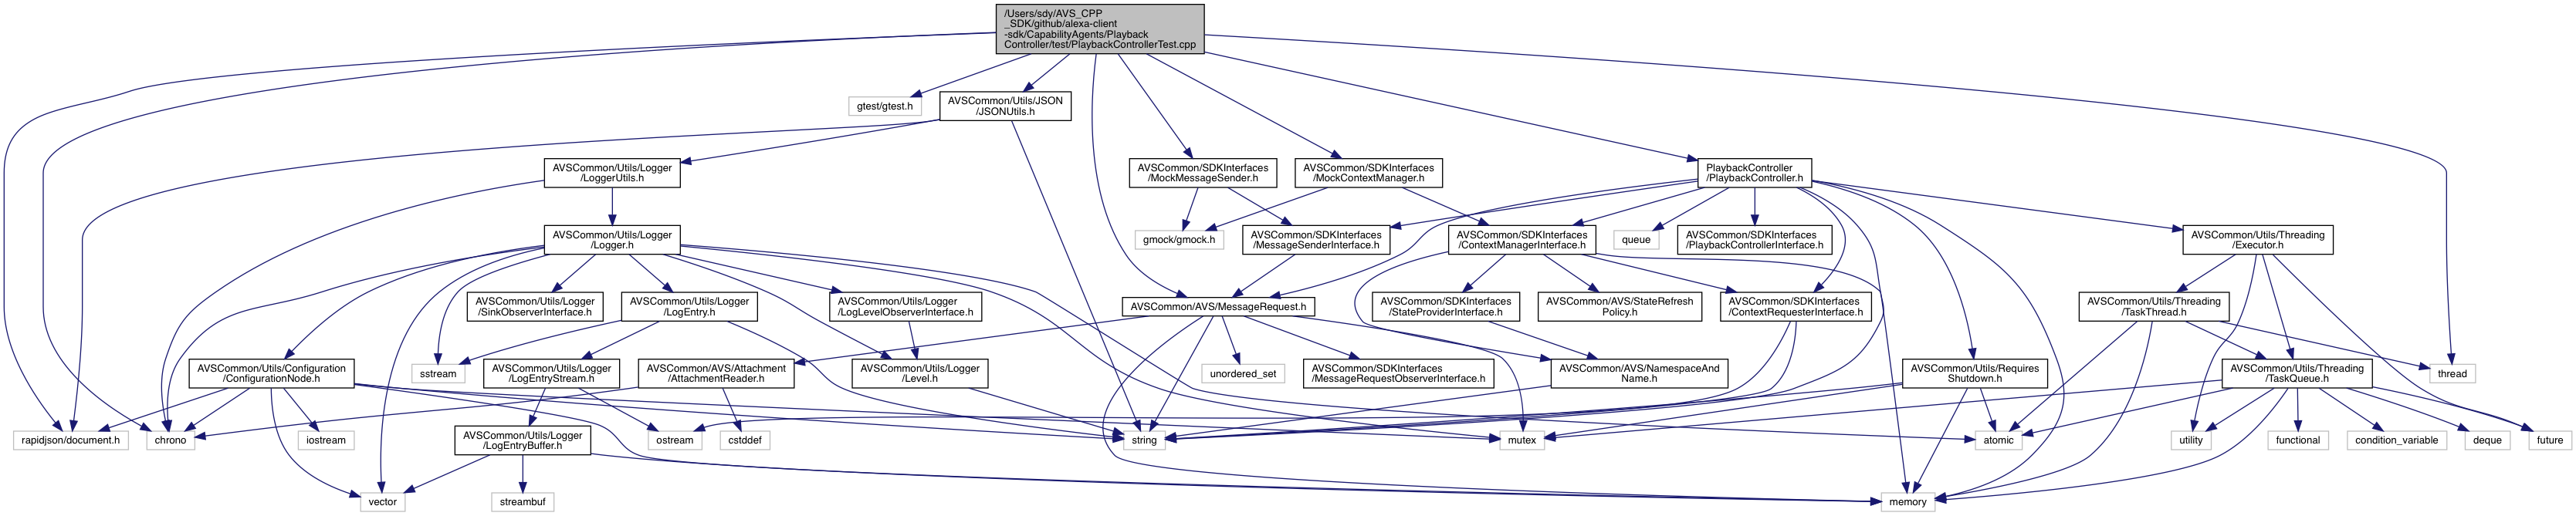 /Users/sdy/AVS_CPP
_SDK/github/alexa-client
-sdk/CapabilityAgents/Playback
Controller/test/PlaybackControllerTest.cpp
gtest/gtest.h
AVSCommon/Utils/JSON
/JSONUtils.h
AVSCommon/Utils/Logger
/LoggerUtils.h
AVSCommon/SDKInterfaces
/MockMessageSender.h
AVSCommon/SDKInterfaces
/MockContextManager.h
PlaybackController
/PlaybackController.h
AVSCommon/Utils/Logger
/Logger.h
gmock/gmock.h
AVSCommon/SDKInterfaces
/MessageSenderInterface.h
AVSCommon/SDKInterfaces
/ContextManagerInterface.h
queue
AVSCommon/SDKInterfaces
/PlaybackControllerInterface.h
AVSCommon/Utils/Threading
/Executor.h
AVSCommon/Utils/Logger
/SinkObserverInterface.h
AVSCommon/Utils/Logger
/LogEntry.h
AVSCommon/Utils/Logger
/LogLevelObserverInterface.h
AVSCommon/AVS/MessageRequest.h
AVSCommon/SDKInterfaces
/StateProviderInterface.h
AVSCommon/AVS/StateRefresh
Policy.h
AVSCommon/SDKInterfaces
/ContextRequesterInterface.h
AVSCommon/Utils/Threading
/TaskThread.h
AVSCommon/Utils/Configuration
/ConfigurationNode.h
sstream
AVSCommon/Utils/Logger
/LogEntryStream.h
AVSCommon/AVS/Attachment
/AttachmentReader.h
AVSCommon/Utils/Logger
/Level.h
unordered_set
AVSCommon/SDKInterfaces
/MessageRequestObserverInterface.h
AVSCommon/AVS/NamespaceAnd
Name.h
AVSCommon/Utils/Requires
Shutdown.h
AVSCommon/Utils/Threading
/TaskQueue.h
thread
rapidjson/document.h
chrono
iostream
AVSCommon/Utils/Logger
/LogEntryBuffer.h
ostream
cstddef
string
mutex
atomic
utility
functional
condition_variable
deque
future
vector
streambuf
memory